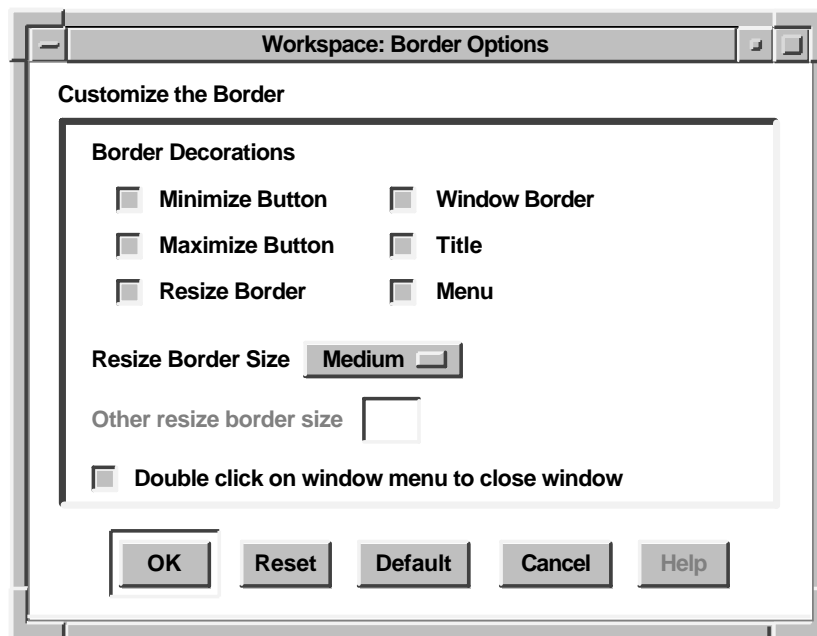 Workspace: Border Options
Customize the Border
Border Decorations
Minimize Button Window Border
Maximize Button Title
Resize Border Menu
Resize Border Size Medium
Other resize border size
Double click on window menu to close window
OK Reset Default Cancel Help